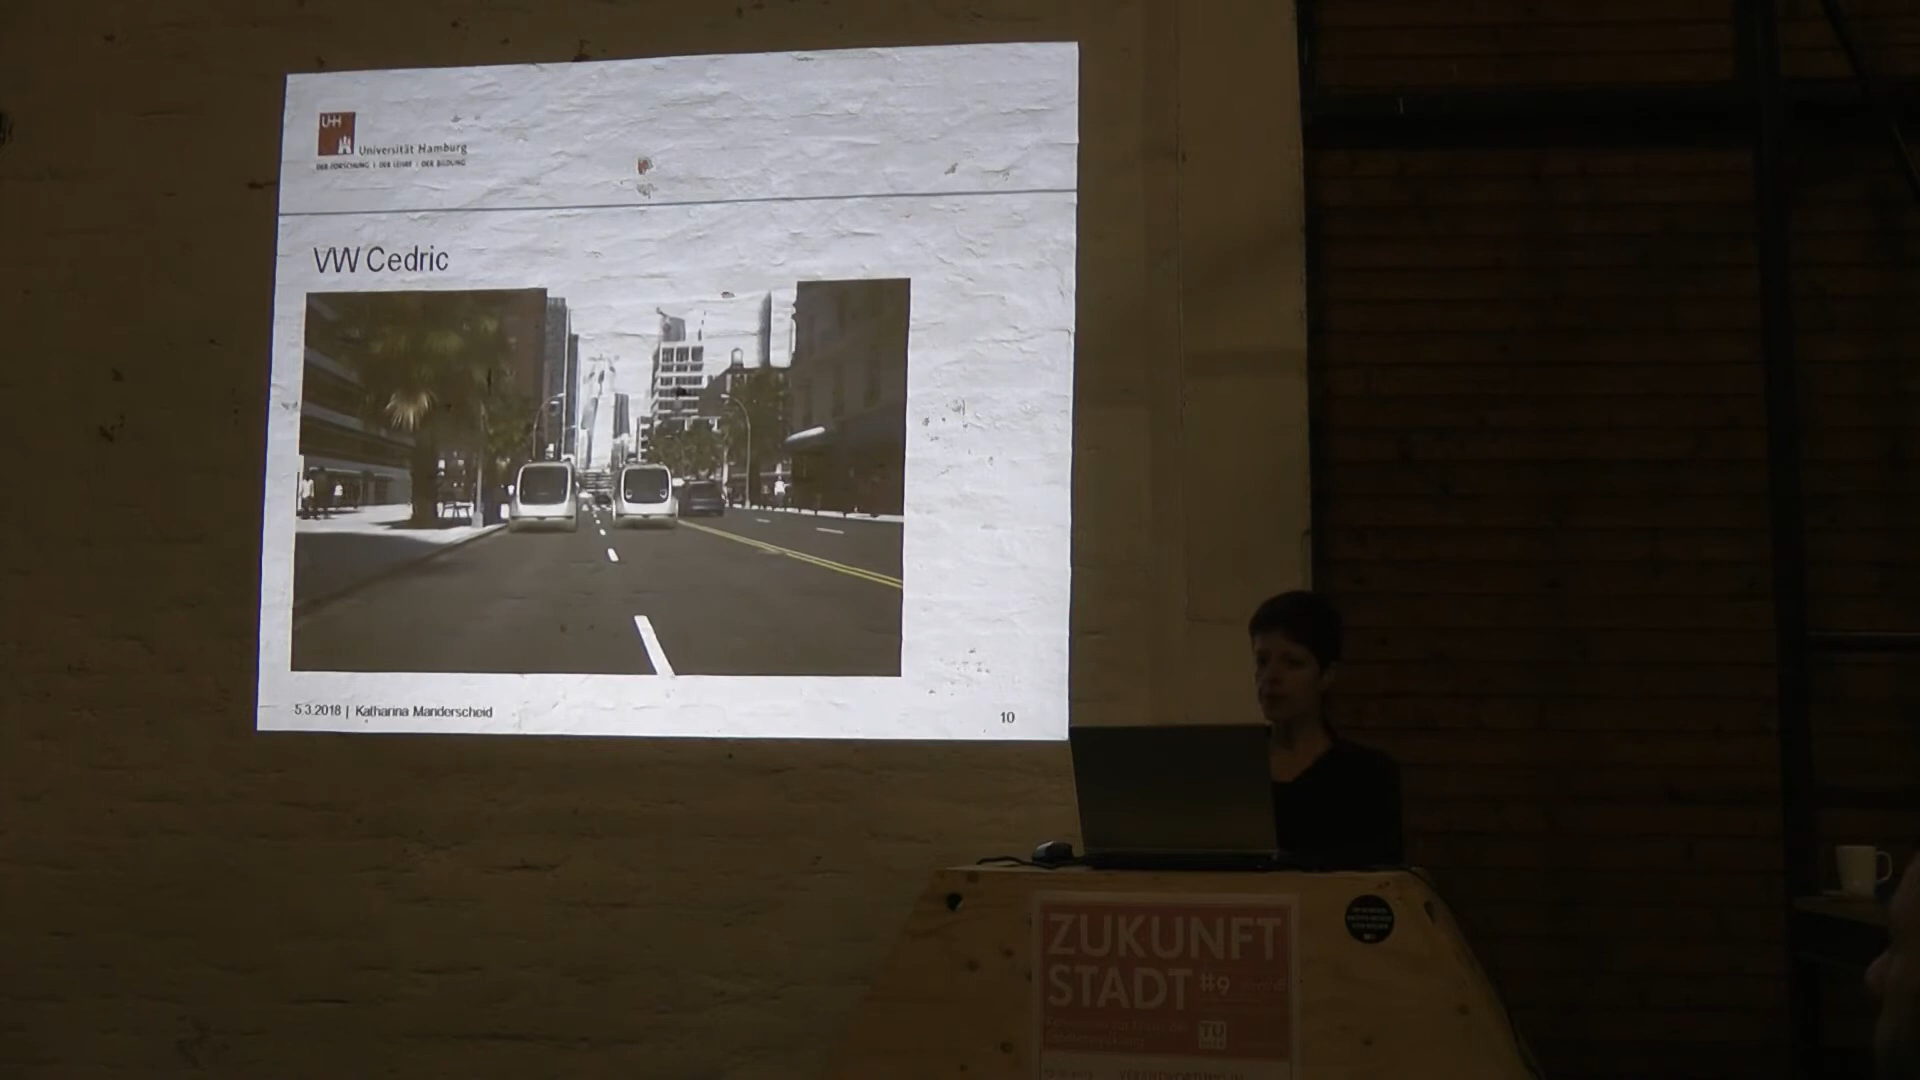 UHH
Universität Hamburg
DER FORSCHUNG | DER LEHRE | DER BILDUNG
VW Cedric
5.3.2018 | Katharina Manderscheid
10
ZUKUNFT
STADT #9
TU